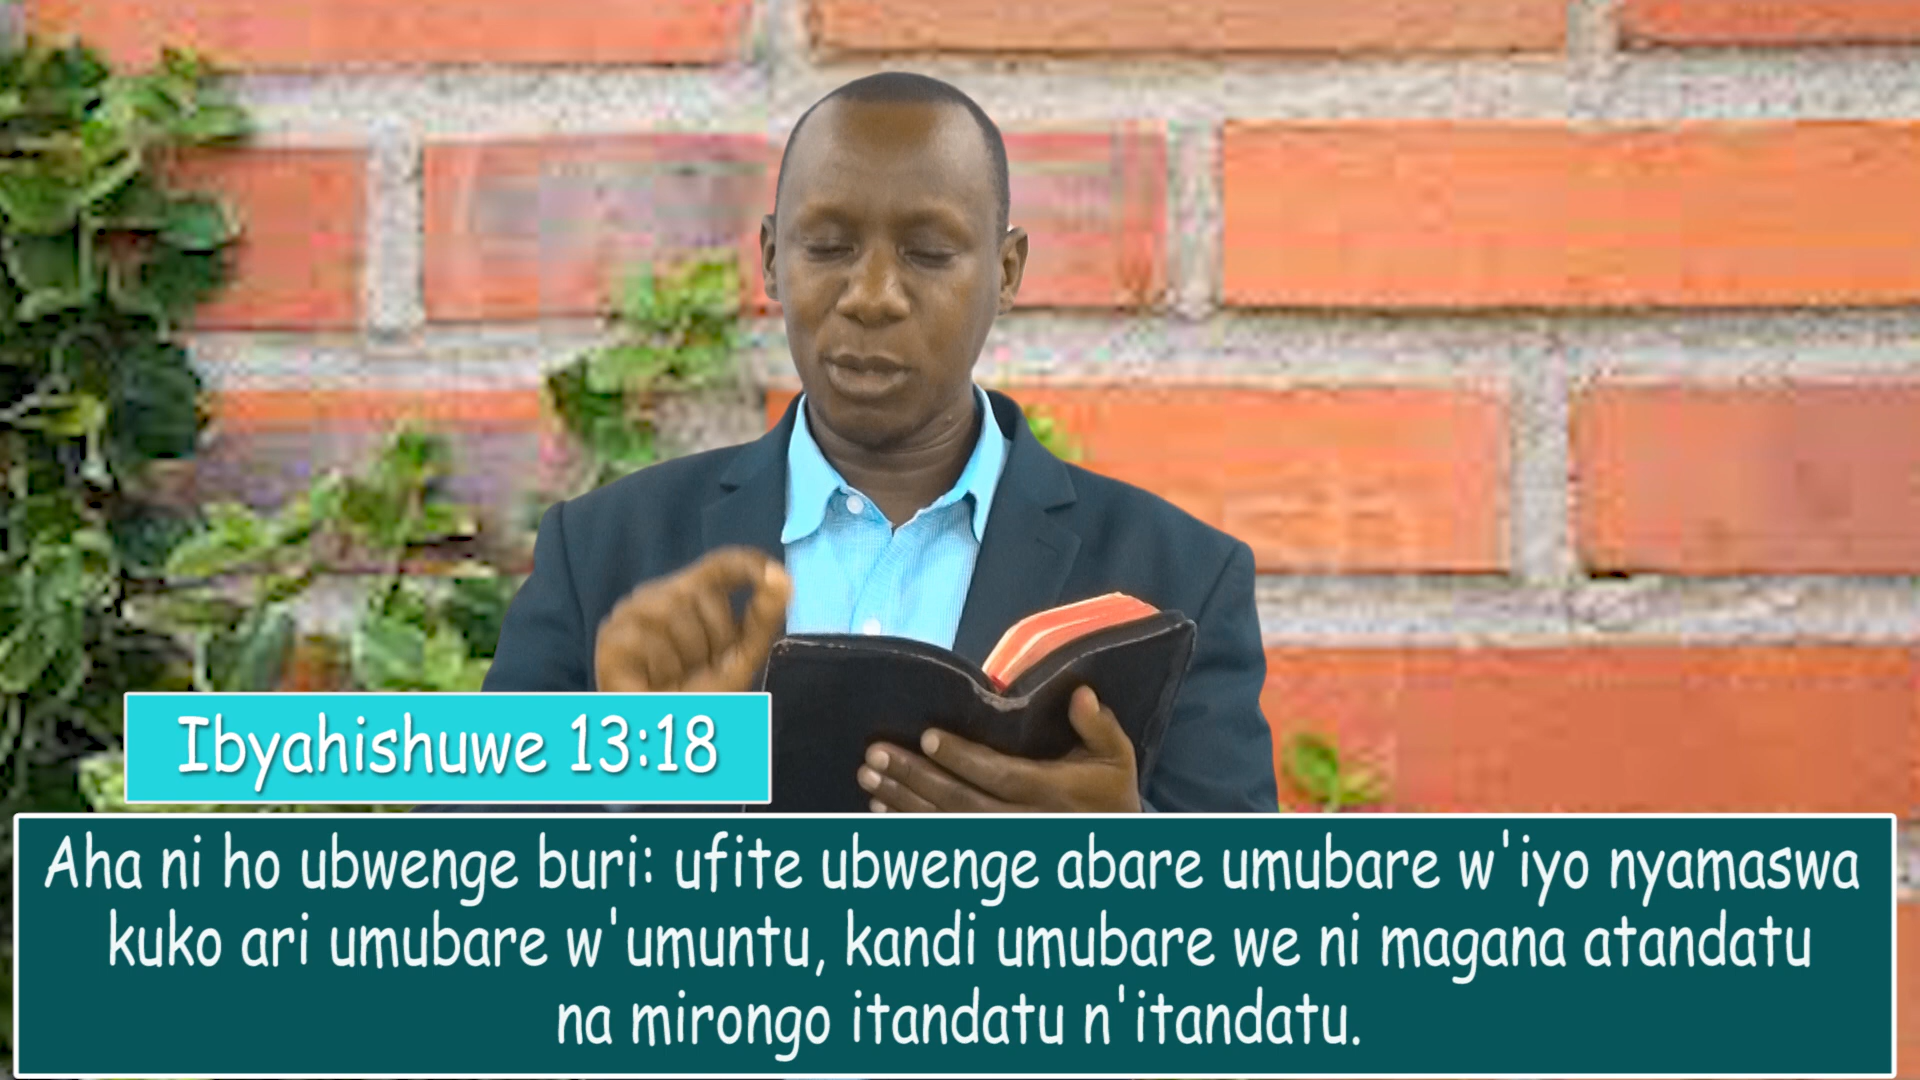 Ibyahishuwe 13:18
Aha ni ho ubwenge buri: ufite ubwenge abare umubare w'iyo nyamaswa
kuko ari umubare w'umuntu, kandi umubare we ni magana atandatu
na mirongo itandatu n'itandatu.